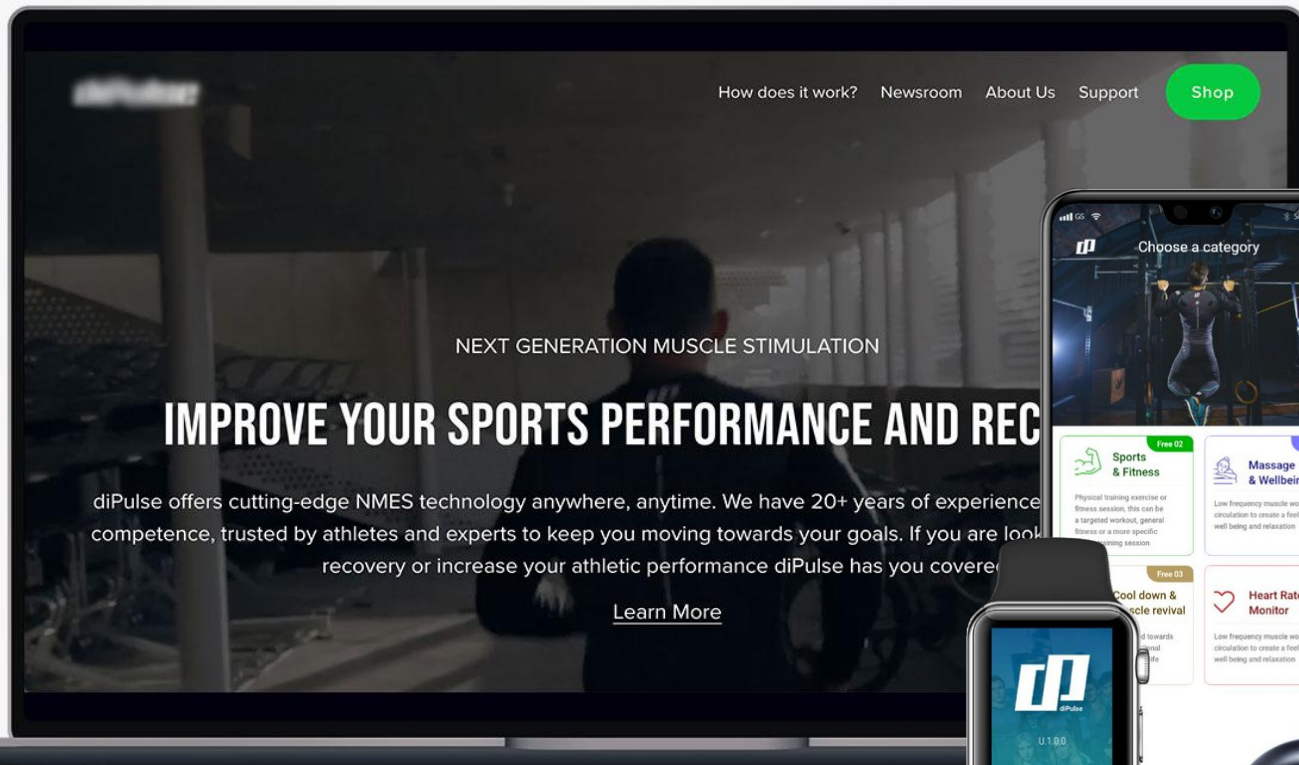 How does it work? Newsroom About Us Support Shop
NEXT GENERATION MUSCLE STIMULATION
IMPROVE YOUR SPORTS PERFORMANCE AND REC
diPulse offers cutting-edge NMES technology anywhere, anytime. We have 20+ years of experience
competence, trusted by athletes and experts to keep you moving towards your goals. If you are look
recovery or increase your athletic performance diPulse has you covere
Learn More
GS
Choose a category
Free 02
Sports
& Fitness
Physical training exercise or
fitness session, this can be
a targeted workout, general
fitness or a more specific
training session
Massage
& Wellbein
Low frequency muscle wo
circulation to create a feel
well being and relaxation
Free 03
Cool down &
scle revival
d towards
onal
life
Heart Rate
Monitor
Low frequency muscle wo
circulation to create a feel
well being and relaxation
diPulse
U.1.0.0